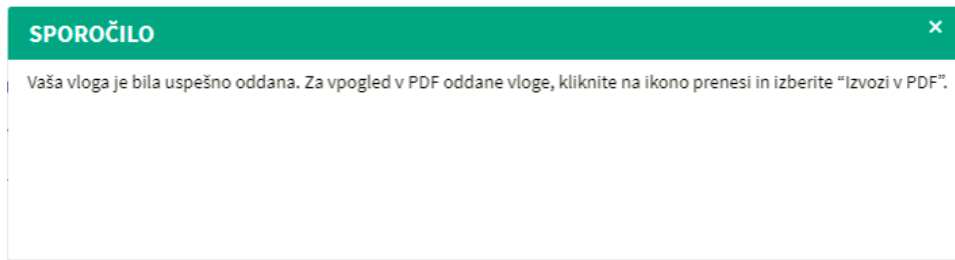 SPOROČILO
Vaša vloga je bila uspešno oddana. Za vpogled v PDF oddane vloge, kliknite na ikono prenesi in izberite “Izvozi v PDF”.